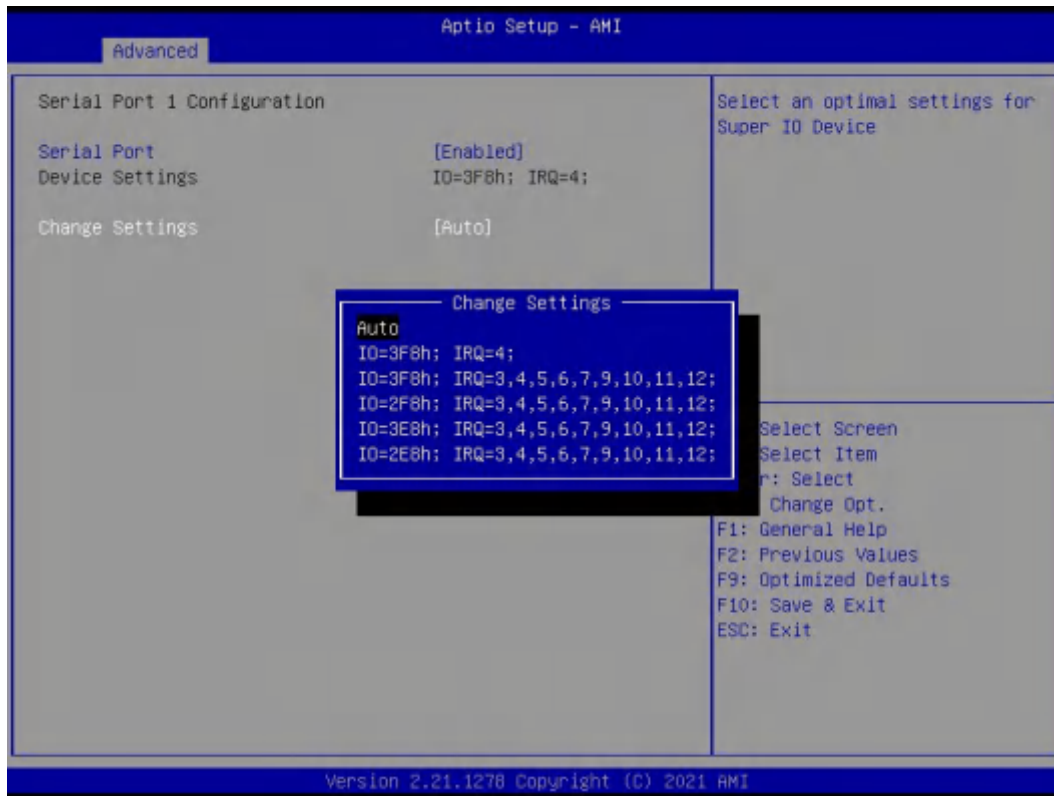 Aptio Setup - AMI
Advanced
Serial Port 1 Configuration
Serial Port [Enabled]
Device Settings IO=3F8h; IRQ=4;
Change Settings [Auto]
Change Settings
Auto
IO=3F8h; IRQ=4;
IO=3F8h; IRQ=3,4,5,6,7,9,10,11,12;
IO=2F8h; IRQ=3,4,5,6,7,9,10,11,12;
IO=3E8h; IRQ=3,4,5,6,7,9,10,11,12;
IO=2E8h; IRQ=3,4,5,6,7,9,10,11,12;
Select an optimal settings for
Super IO Device
Select Screen
Select Item
r: Select
Change Opt.
F1: General Help
F2: Previous Values
F9: Optimized Defaults
F10: Save & Exit
ESC: Exit
Version 2.21.1278 Copyright (C) 2021 AMI